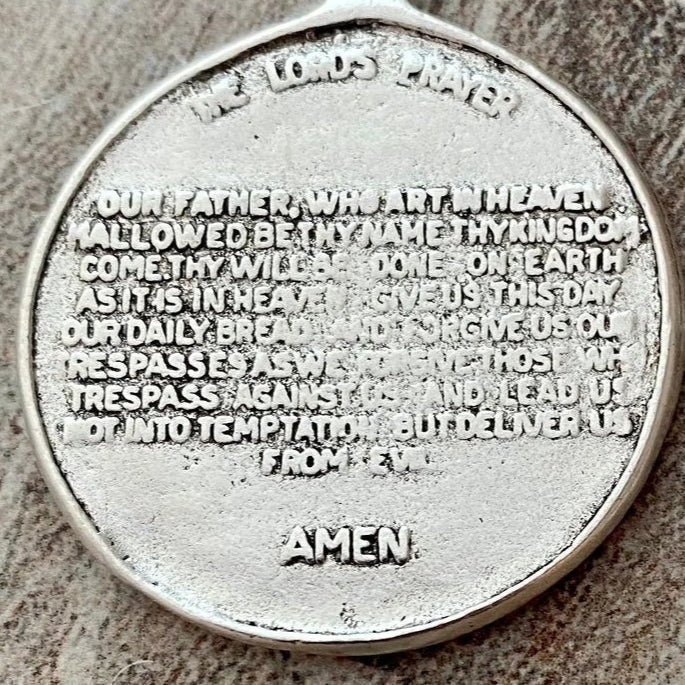 THE LORD'S PRAYER
OUR FATHER, WHO ART IN HEAVEN
HALLOWED BE THY NAME THY KINGDOM
COME THY WILL BE DONE ON EARTH
AS IT IS IN HEAVEN GIVE US THIS DAY
OUR DAILY BREAD AND FORGIVE US OUR
TRESPASSES AS WE FORGIVE THOSE WH
TRESPASS AGAINST US AND LEAD US
NOT INTO TEMPTATION BUT DELIVER US
FROM EVIL
AMEN